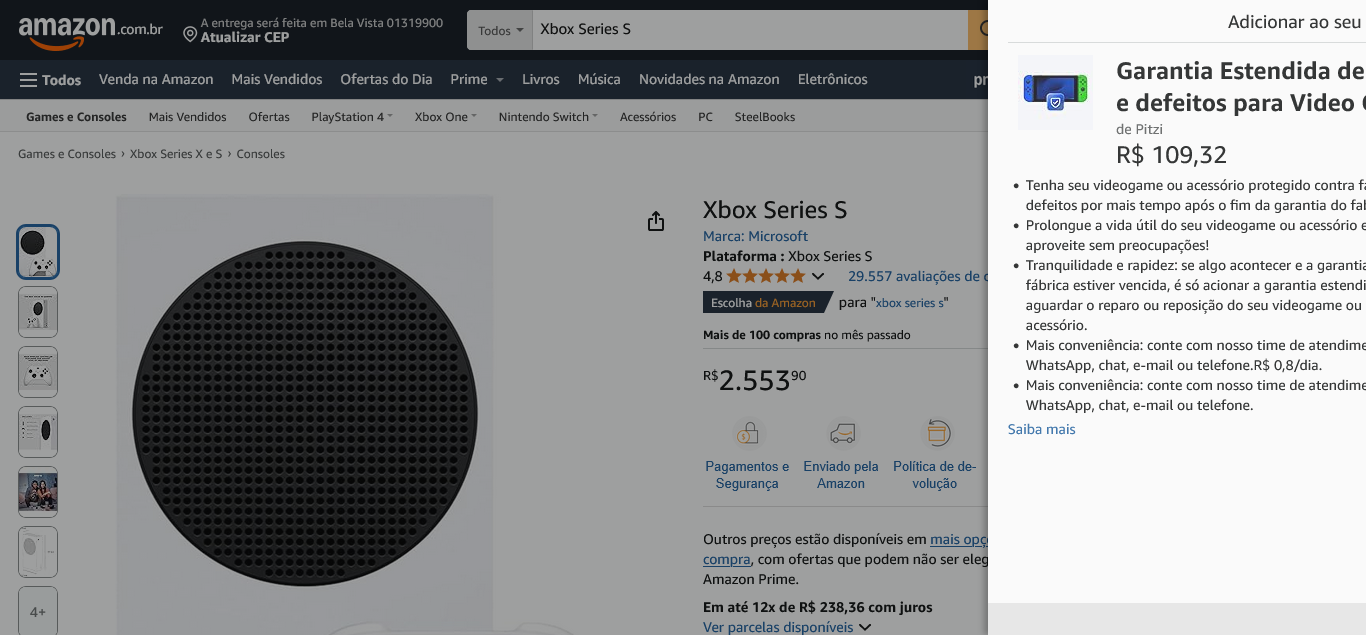 amazon.com.br
A entrega será feita em Bela Vista 01319900
Atualizar CEP
Todos
Xbox Series S
Todos
Venda na Amazon
Mais Vendidos
Ofertas do Dia
Prime
Livros
Música
Novidades na Amazon
Eletrônicos
pr
Games e Consoles
Mais Vendidos
Ofertas
PlayStation 4
Xbox One
Nintendo Switch
Acessórios
PC
SteelBooks
Games e Consoles › Xbox Series X e S › Consoles
4+
Xbox Series S
Marca: Microsoft
Plataforma : Xbox Series S
4,8
29.557 avaliações de c
Escolha da Amazon para "xbox series s"
Mais de 100 compras no mês passado
R$2.55390
Pagamentos e
Segurança
Enviado pela
Amazon
Política de de-
volução
Outros preços estão disponíveis em mais opç
compra, com ofertas que podem não ser eleg
Amazon Prime.
Em até 12x de R$ 238,36 com juros
Ver parcelas disponíveis
Adicionar ao seu
Garantia Estendida de
e defeitos para Video
de Pitzi
R$ 109,32
• Tenha seu videogame ou acessório protegido contra fa
defeitos por mais tempo após o fim da garantia do fab
• Prolongue a vida útil do seu videogame ou acessório e
aproveite sem preocupações!
• Tranquilidade e rapidez: se algo acontecer e a garantia
fábrica estiver vencida, é só acionar a garantia estendi
aguardar o reparo ou reposição do seu videogame ou
acessório.
• Mais conveniência: conte com nosso time de atendime
WhatsApp, chat, e-mail ou telefone.R$ 0,8/dia.
• Mais conveniência: conte com nosso time de atendime
WhatsApp, chat, e-mail ou telefone.
Saiba mais